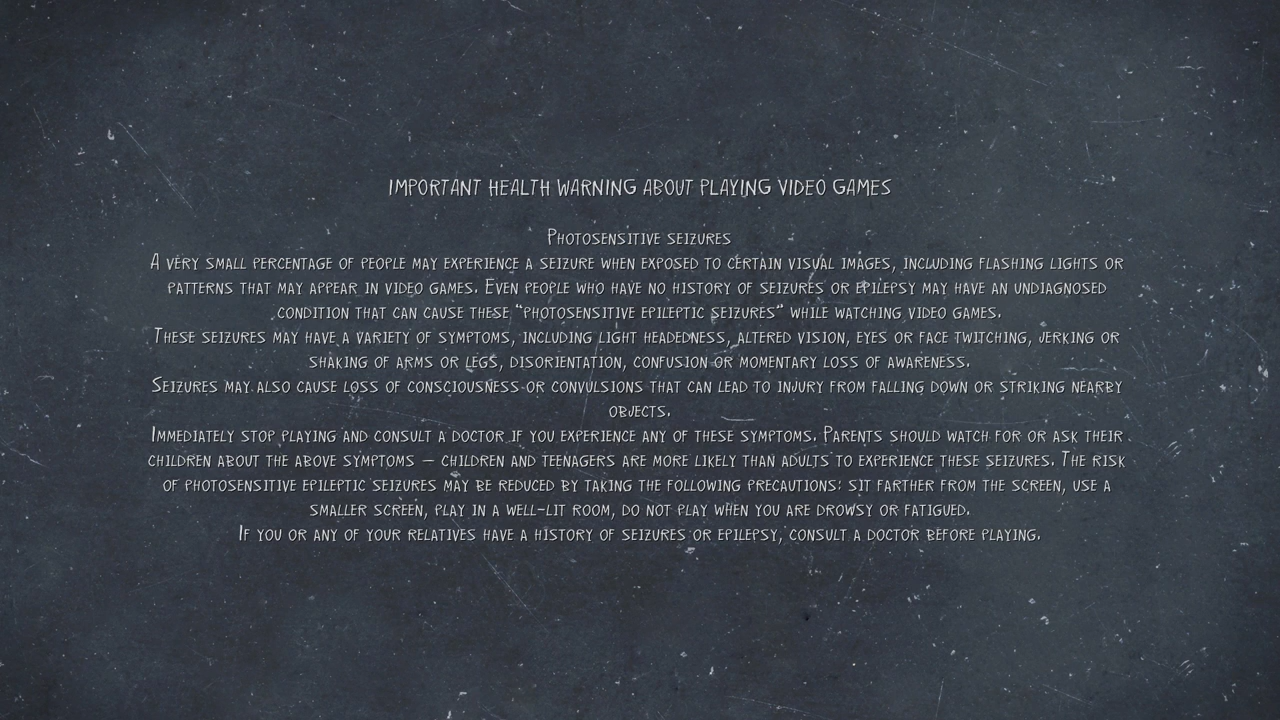 IMPORTANT HEALTH WARNING ABOUT PLAYING VIDEO GAMES
PHOTOSENSITIVE SEIZURES
A VERY SMALL PERCENTAGE OF PEOPLE MAY EXPERIENCE A SEIZURE WHEN EXPOSED TO CERTAIN VISUAL IMAGES, INCLUDING FLASHING LIGHTS OR
PATTERNS THAT MAY APPEAR IN VIDEO GAMES. EVEN PEOPLE WHO HAVE NO HISTORY OF SEIZURES OR EPILEPSY MAY HAVE AN UNDIAGNOSED
CONDITION THAT CAN CAUSE THESE “PHOTOSENSITIVE EPILEPTIC SEIZURES” WHILE WATCHING VIDEO GAMES.
THESE SEIZURES MAY HAVE A VARIETY OF SYMPTOMS, INCLUDING LIGHT HEADEDNESS, ALTERED VISION, EYES OR FACE TWITCHING, JERKING OR
SHAKING OF ARMS OR LEGS, DISORIENTATION, CONFUSION OR MOMENTARY LOSS OF AWARENESS.
SEIZURES MAY ALSO CAUSE LOSS OF CONSCIOUSNESS OR CONVULSIONS THAT CAN LEAD TO INJURY FROM FALLING DOWN OR STRIKING NEARBY
OBJECTS.
IMMEDIATELY STOP PLAYING AND CONSULT A DOCTOR IF YOU EXPERIENCE ANY OF THESE SYMPTOMS. PARENTS SHOULD WATCH FOR OR ASK THEIR
CHILDREN ABOUT THE ABOVE SYMPTOMS – CHILDREN AND TEENAGERS ARE MORE LIKELY THAN ADULTS TO EXPERIENCE THESE SEIZURES. THE RISK
OF PHOTOSENSITIVE EPILEPTIC SEIZURES MAY BE REDUCED BY TAKING THE FOLLOWING PRECAUTIONS: SIT FARTHER FROM THE SCREEN, USE A
SMALLER SCREEN, PLAY IN A WELL-LIT ROOM, DO NOT PLAY WHEN YOU ARE DROWSY OR FATIGUED.
IF YOU OR ANY OF YOUR RELATIVES HAVE A HISTORY OF SEIZURES OR EPILEPSY, CONSULT A DOCTOR BEFORE PLAYING.